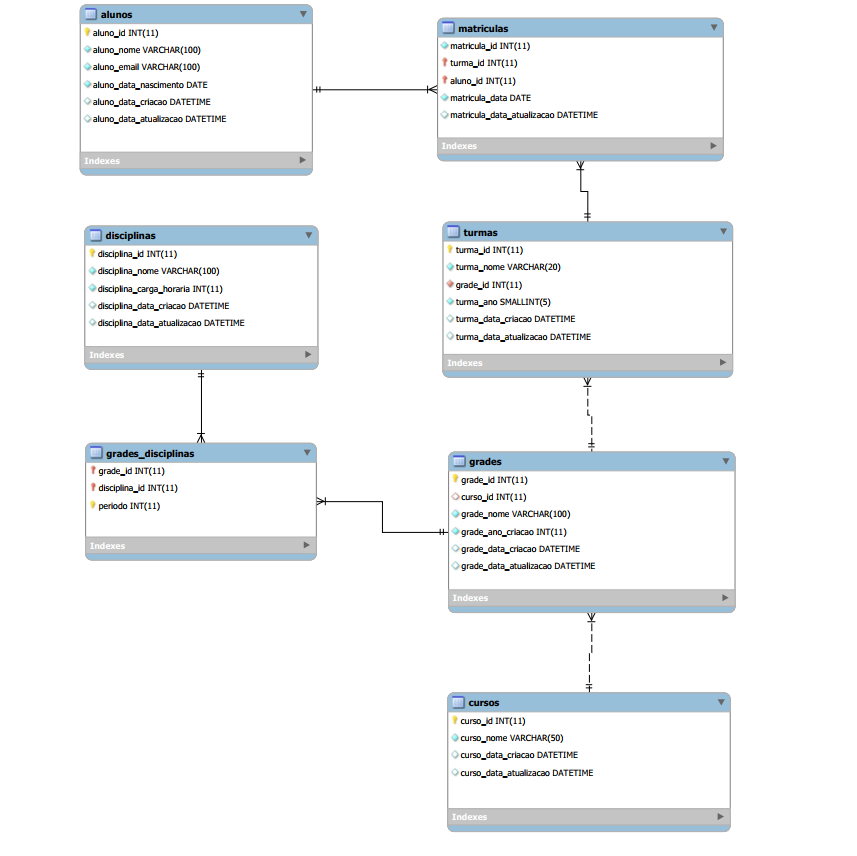 alunos
aluno_id INT(11)
aluno_nome VARCHAR(100)
aluno_email VARCHAR(100)
aluno_data_nascimento DATE
aluno_data_criacao DATETIME
aluno_data_atualizacao DATETIME
Indexes
matriculas
matricula_id INT(11)
turma_id INT(11)
aluno_id INT(11)
matricula_data DATE
matricula_data_atualizacao DATETIME
Indexes
disciplinas
disciplina_id INT(11)
disciplina_nome VARCHAR(100)
disciplina_carga_horaria INT(11)
disciplina_data_criacao DATETIME
disciplina_data_atualizacao DATETIME
Indexes
turmas
turma_id INT(11)
turma_nome VARCHAR(20)
grade_id INT(11)
turma_ano SMALLINT(5)
turma_data_criacao DATETIME
turma_data_atualizacao DATETIME
Indexes
grades_disciplinas
grade_id INT(11)
disciplina_id INT(11)
periodo INT(11)
Indexes
grades
grade_id INT(11)
curso_id INT(11)
grade_nome VARCHAR(100)
grade_ano_criacao INT(11)
grade_data_criacao DATETIME
grade_data_atualizacao DATETIME
Indexes
cursos
curso_id INT(11)
curso_nome VARCHAR(50)
curso_data_criacao DATETIME
curso_data_atualizacao DATETIME
Indexes